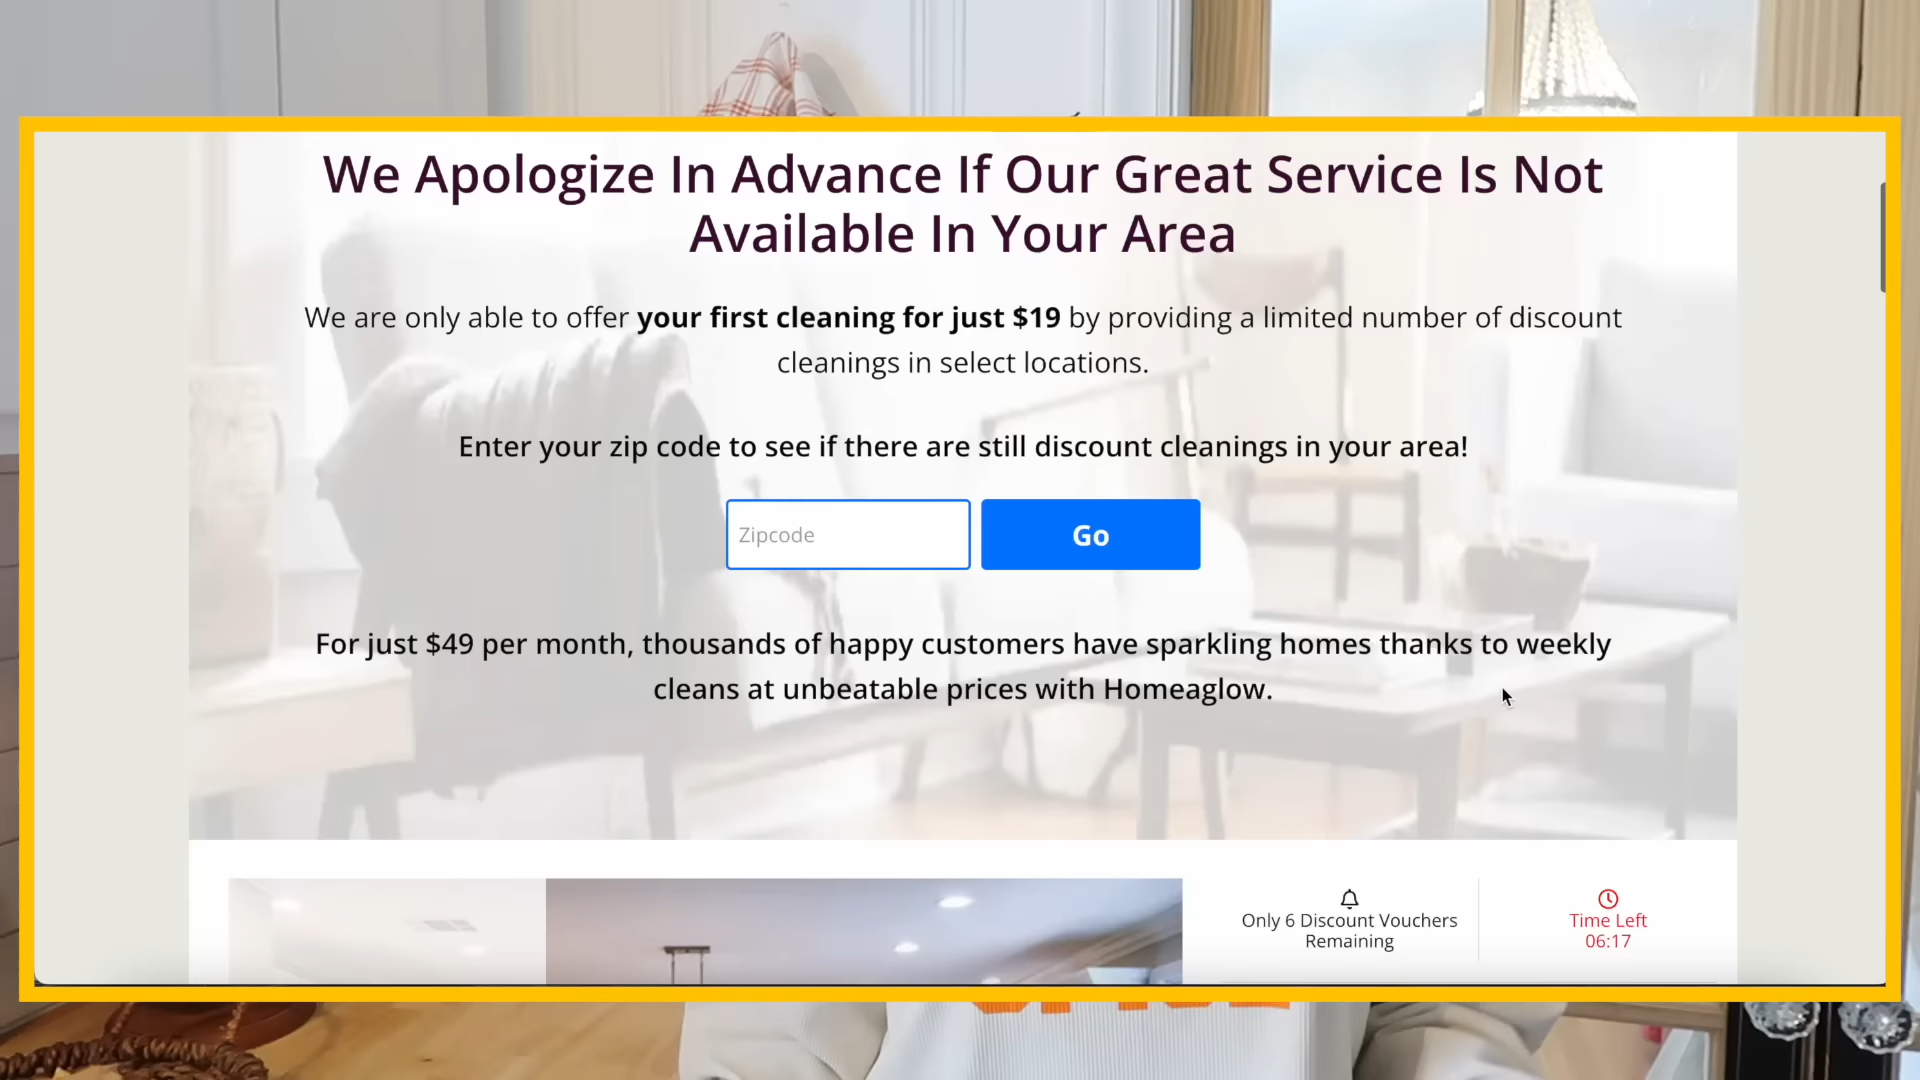 We Apologize In Advance If Our Great Service Is Not
Available In Your Area
We are only able to offer your first cleaning for just $19 by providing a limited number of discount
cleanings in select locations.
Enter your zip code to see if there are still discount cleanings in your area!
Zipcode
Go
For just $49 per month, thousands of happy customers have sparkling homes thanks to weekly
cleans at unbeatable prices with Homeaglow.
Only 6 Discount Vouchers
Remaining
Time Left
06:17